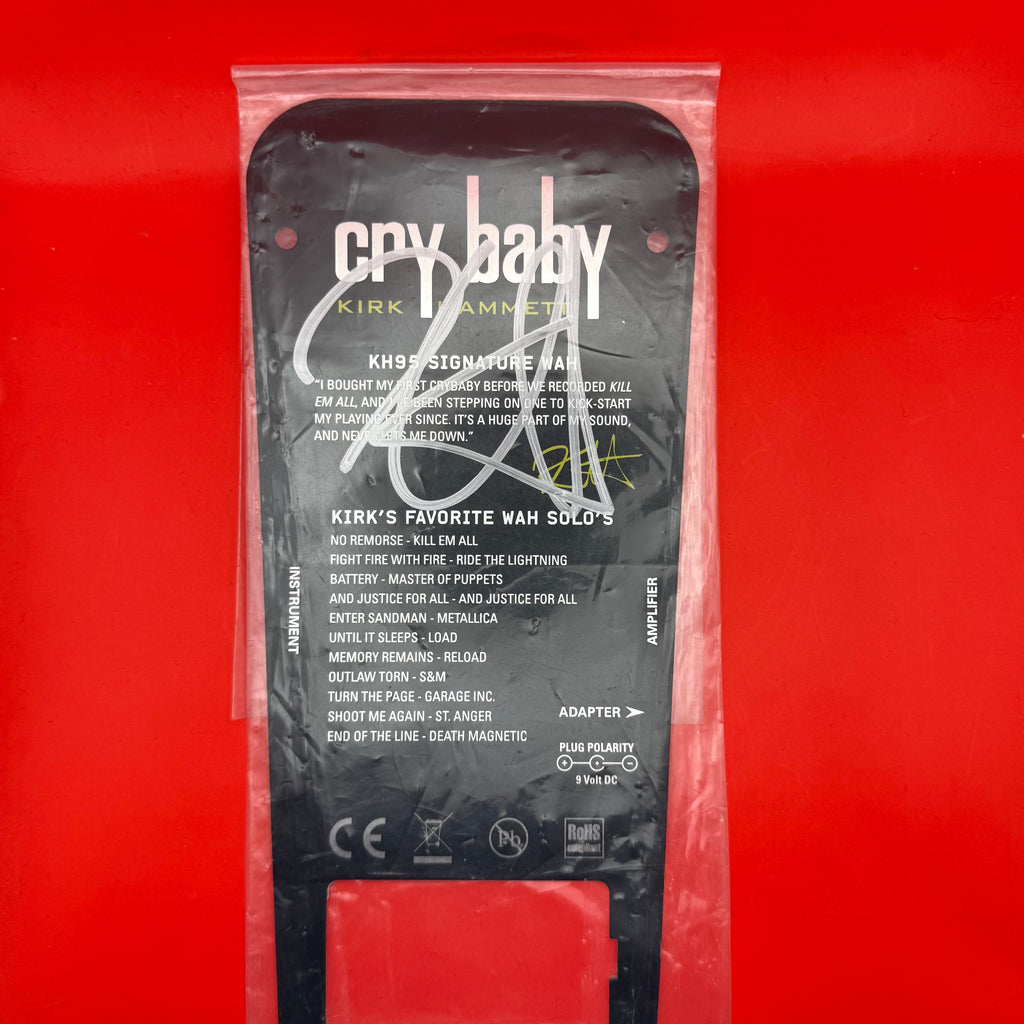 cry baby
KIRK HAMMETT
KH95 SIGNATURE WAH
"I BOUGHT MY FIRST CRYBABY BEFORE WE RECORDED KILL
EM ALL, AND I'VE BEEN STEPPING ON ONE TO KICK-START
MY PLAYING EVER SINCE. IT'S A HUGE PART OF MY SOUND,
AND NEVER LETS ME DOWN."
KIRK'S FAVORITE WAH SOLO'S
NO REMORSE - KILL EM ALL
FIGHT FIRE WITH FIRE - RIDE THE LIGHTNING
BATTERY - MASTER OF PUPPETS
AND JUSTICE FOR ALL - AND JUSTICE FOR ALL
ENTER SANDMAN - METALLICA
UNTIL IT SLEEPS - LOAD
MEMORY REMAINS - RELOAD
OUTLAW TORN - S&M
TURN THE PAGE - GARAGE INC.
SHOOT ME AGAIN - ST. ANGER
END OF THE LINE - DEATH MAGNETIC
INSTRUMENT
AMPLIFIER
ADAPTER
PLUG POLARITY
9 Volt DC
CE
Pb
RoHS
compliant